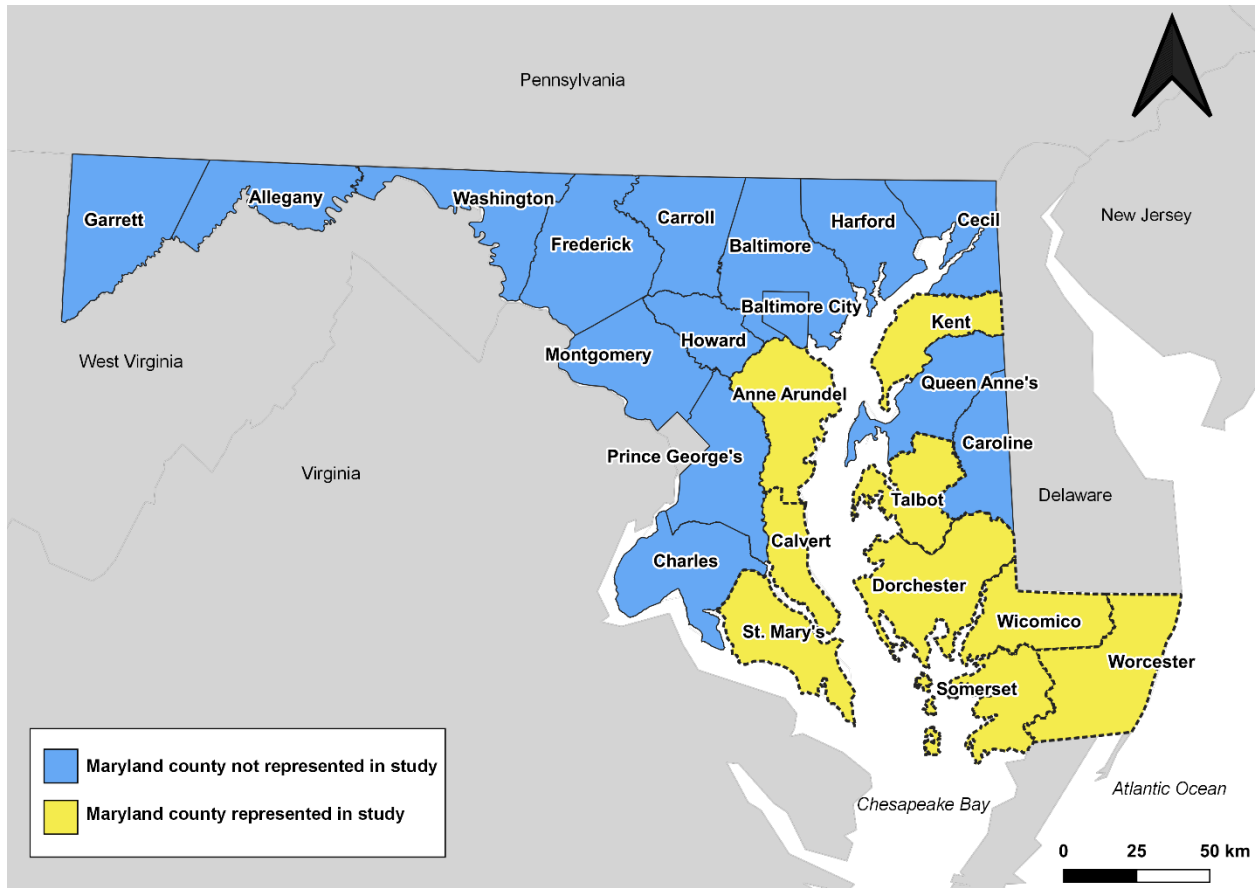 Pennsylvania
New Jersey
Garrett
Allegany
Washington
Frederick
Carroll
Baltimore
Harford
Cecil
Baltimore City
Kent
West Virginia
Montgomery
Howard
Anne Arundel
Queen Anne's
Caroline
Prince George's
Virginia
Talbot
Delaware
Calvert
Charles
Dorchester
St. Mary's
Wicomico
Worcester
Somerset
Maryland county not represented in study
Maryland county represented in study
Chesapeake Bay
Atlantic Ocean
0 25 50 km